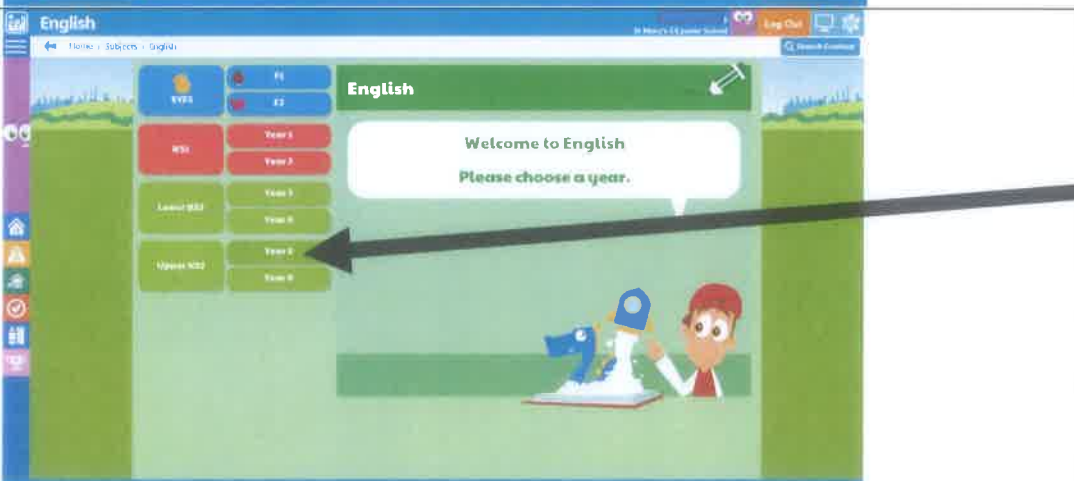 English
Log Out
Home > Subjects > English
Search Content
EYFS
F1
F2
KS1
Year 1
Year 2
Lower KS2
Year 3
Year 4
Upper KS2
Year 5
Year 6
English
Welcome to English
Please choose a year.